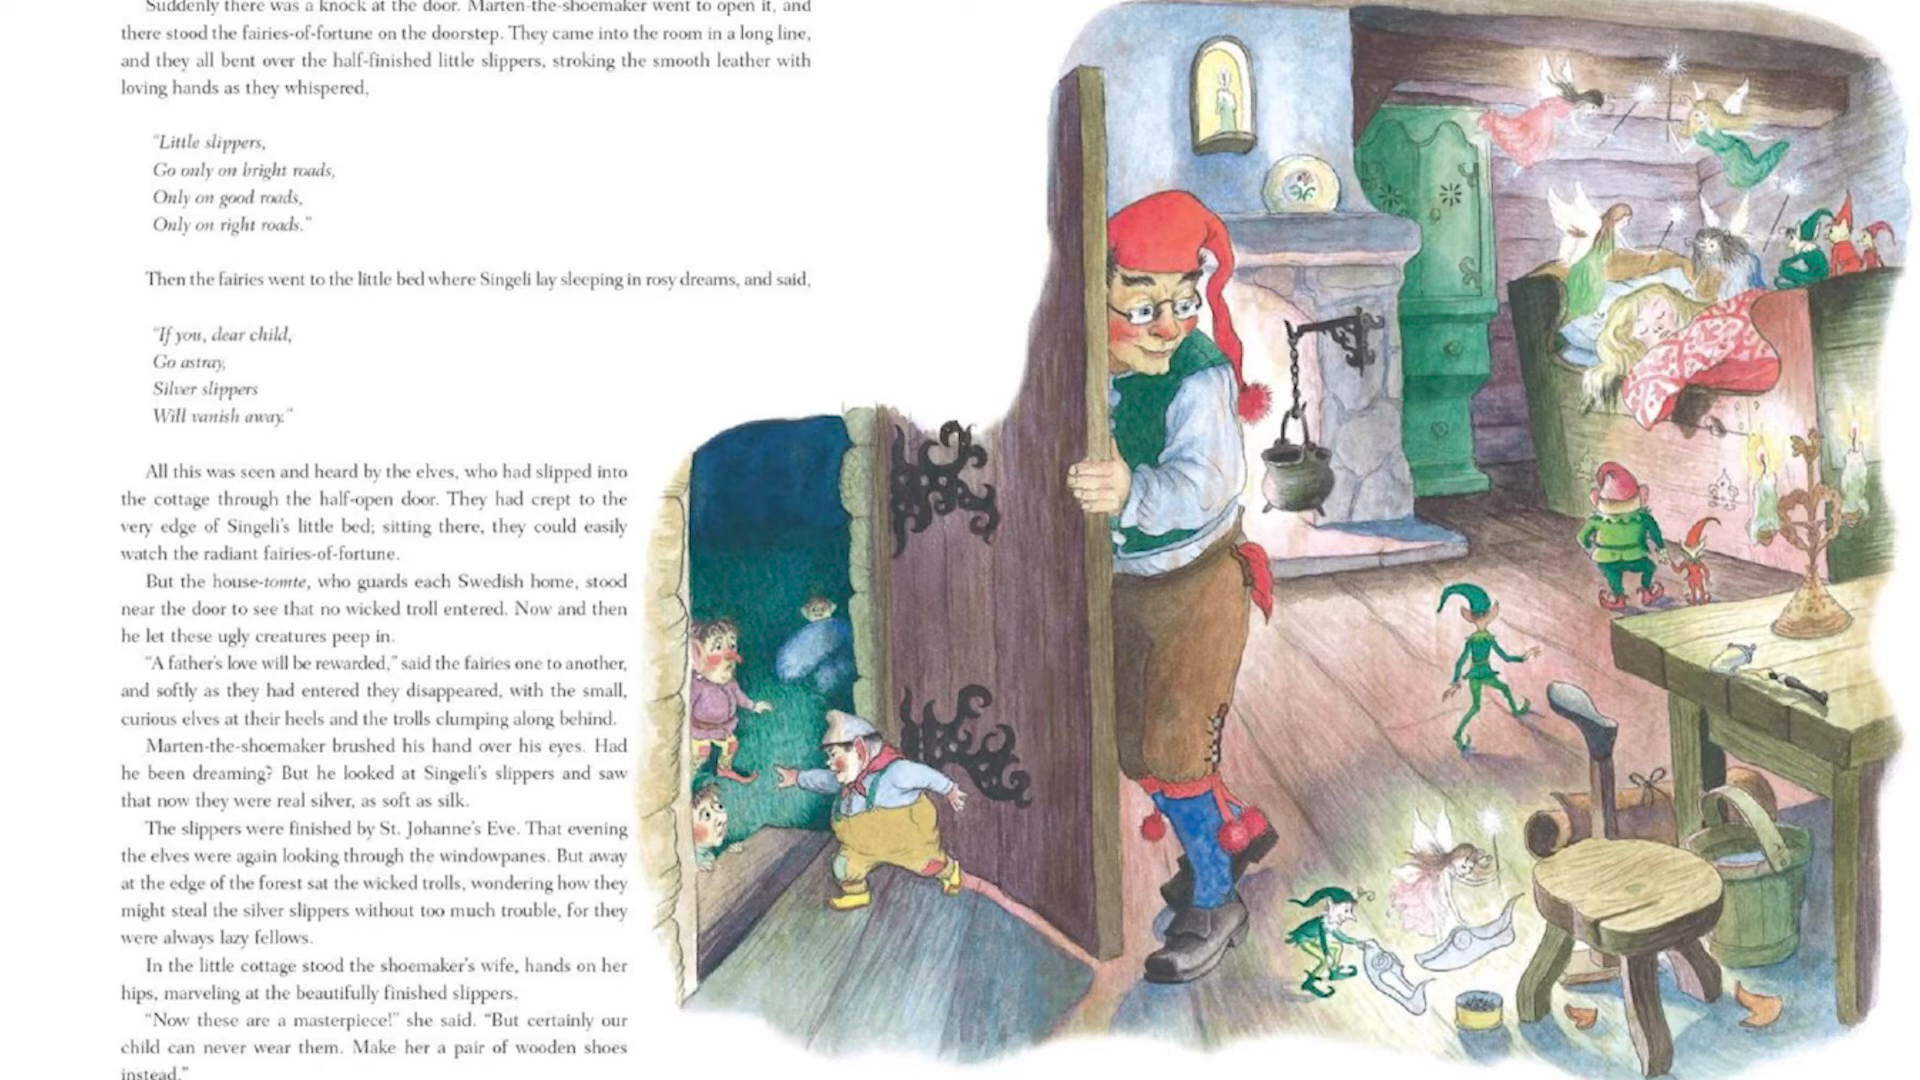 Suddenly there was a knock at the door. Marten-the-shoemaker went to open it, and
there stood the fairies-of-fortune on the doorstep. They came into the room in a long line,
and they all bent over the half-finished little slippers, stroking the smooth leather with
loving hands as they whispered,
"Little slippers,
Go only on bright roads,
Only on good roads,
Only on right roads."
Then the fairies went to the little bed where Singeli lay sleeping in rosy dreams, and said,
"If you, dear child,
Go astray,
Silver slippers
Will vanish away."
All this was seen and heard by the elves, who had slipped into
the cottage through the half-open door. They had crept to the
very edge of Singeli's little bed; sitting there, they could easily
watch the radiant fairies-of-fortune.
But the house-tomte, who guards each Swedish home, stood
near the door to see that no wicked troll entered. Now and then
he let these ugly creatures peep in.
"A father's love will be rewarded," said the fairies one to another,
and softly as they had entered they disappeared, with the small,
curious elves at their heels and the trolls clumping along behind.
Marten-the-shoemaker brushed his hand over his eyes. Had
he been dreaming? But he looked at Singeli's slippers and saw
that now they were real silver, as soft as silk.
The slippers were finished by St. Johanne's Eve. That evening
the elves were again looking through the windowpanes. But away
at the edge of the forest sat the wicked trolls, wondering how they
might steal the silver slippers without too much trouble, for they
were always lazy fellows.
In the little cottage stood the shoemaker's wife, hands on her
hips, marveling at the beautifully finished slippers.
"Now these are a masterpiece!" she said. "But certainly our
child can never wear them. Make her a pair of wooden shoes
instead."